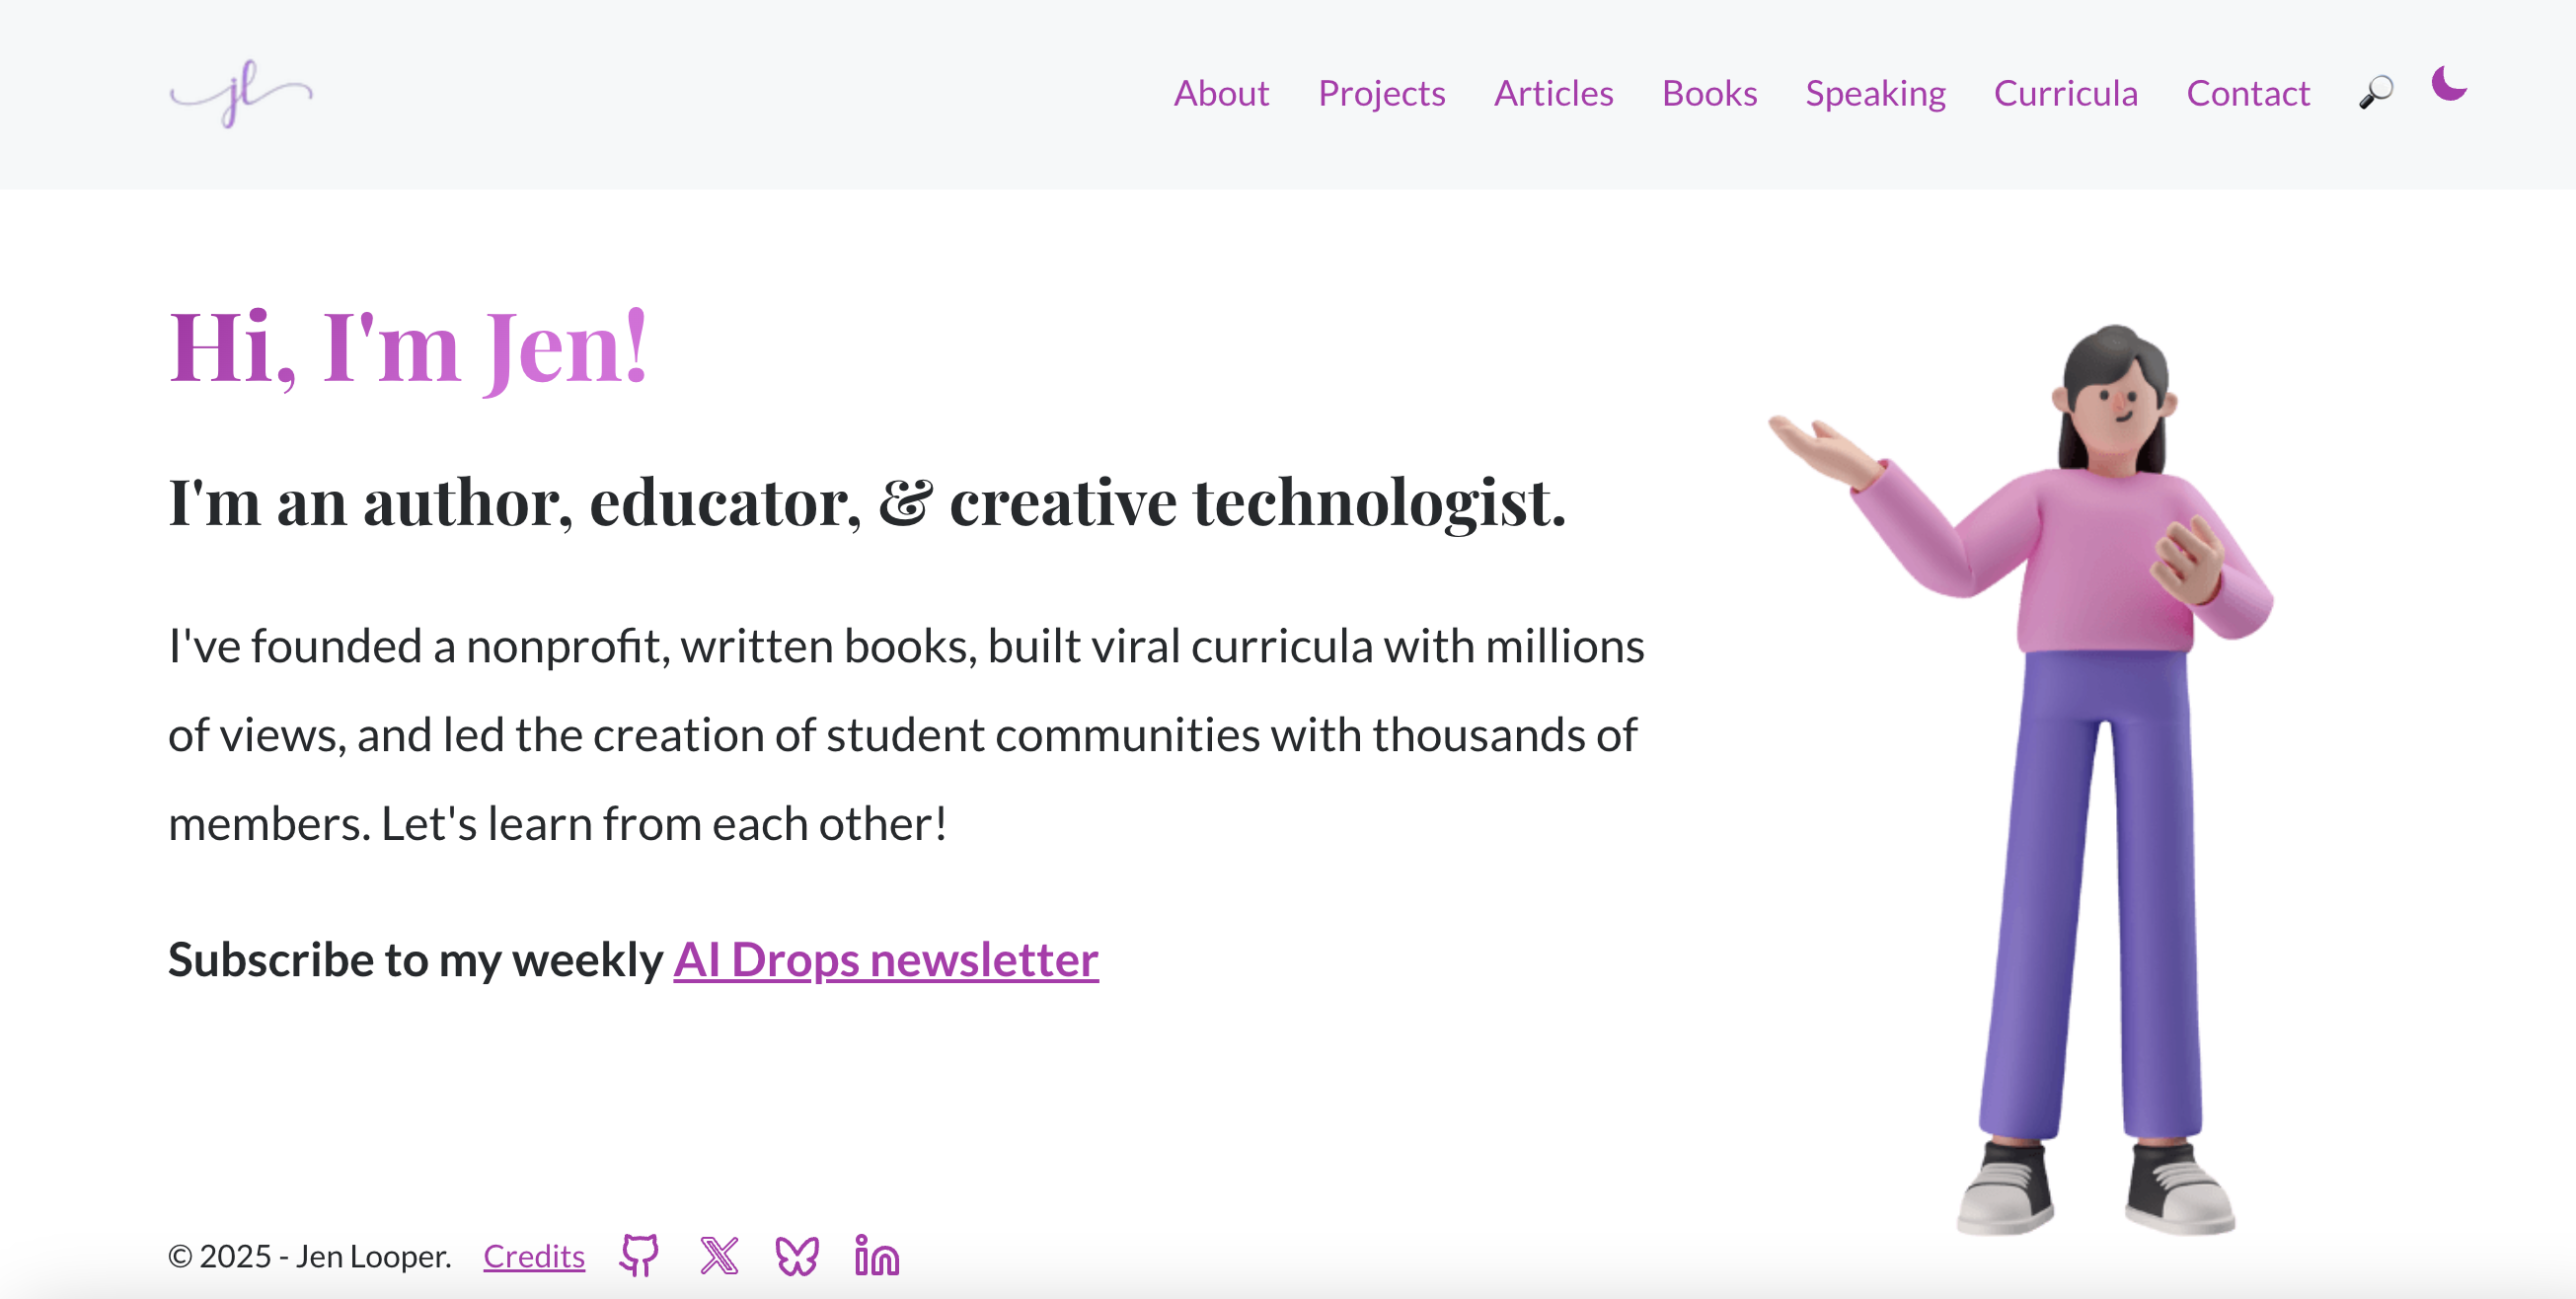 jl
About Projects Articles Books Speaking Curricula Contact
Hi, I'm Jen!
I'm an author, educator, & creative technologist.
I've founded a nonprofit, written books, built viral curricula with millions
of views, and led the creation of student communities with thousands of
members. Let's learn from each other!
Subscribe to my weekly AI Drops newsletter
© 2025 - Jen Looper. Credits